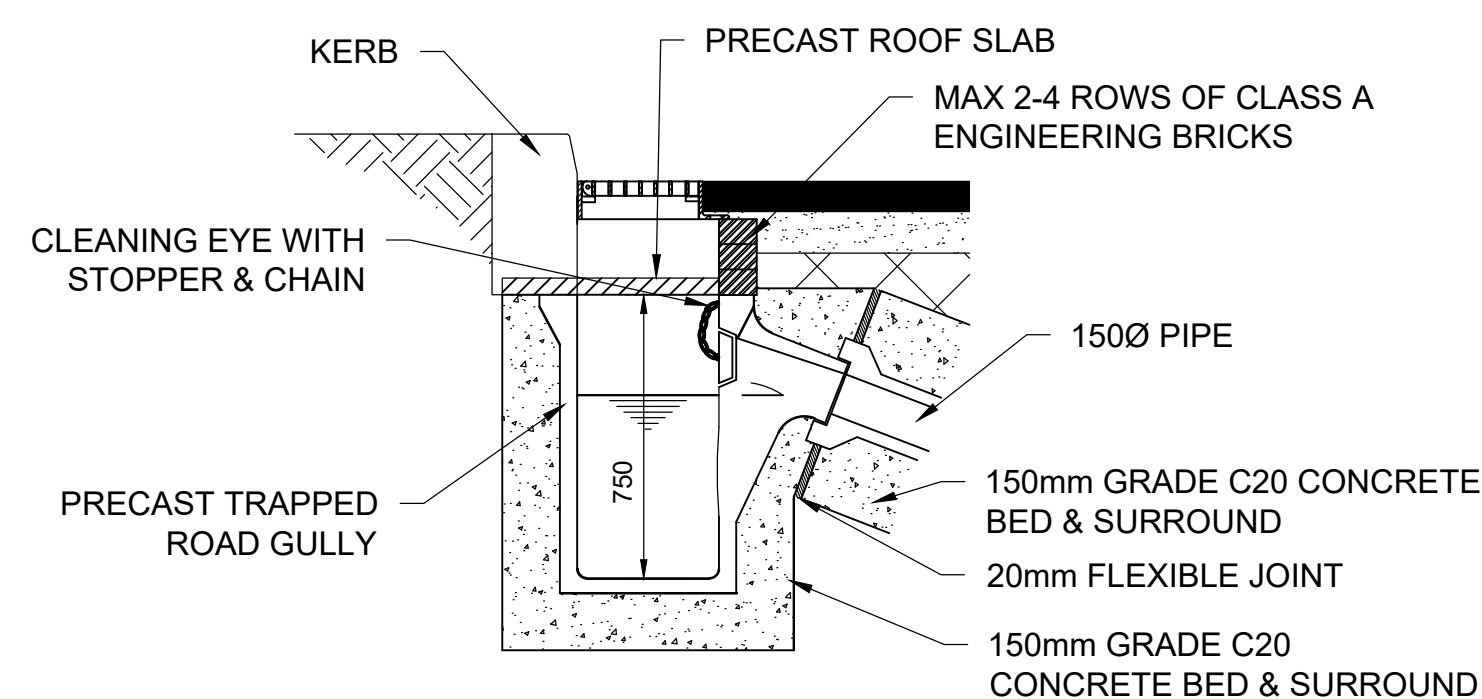 KERB
PRECAST ROOF SLAB
MAX 2-4 ROWS OF CLASS A
ENGINEERING BRICKS
CLEANING EYE WITH
STOPPER & CHAIN
150Ø PIPE
750
PRECAST TRAPPED
ROAD GULLY
150mm GRADE C20 CONCRETE
BED & SURROUND
20mm FLEXIBLE JOINT
150mm GRADE C20
CONCRETE BED & SURROUND